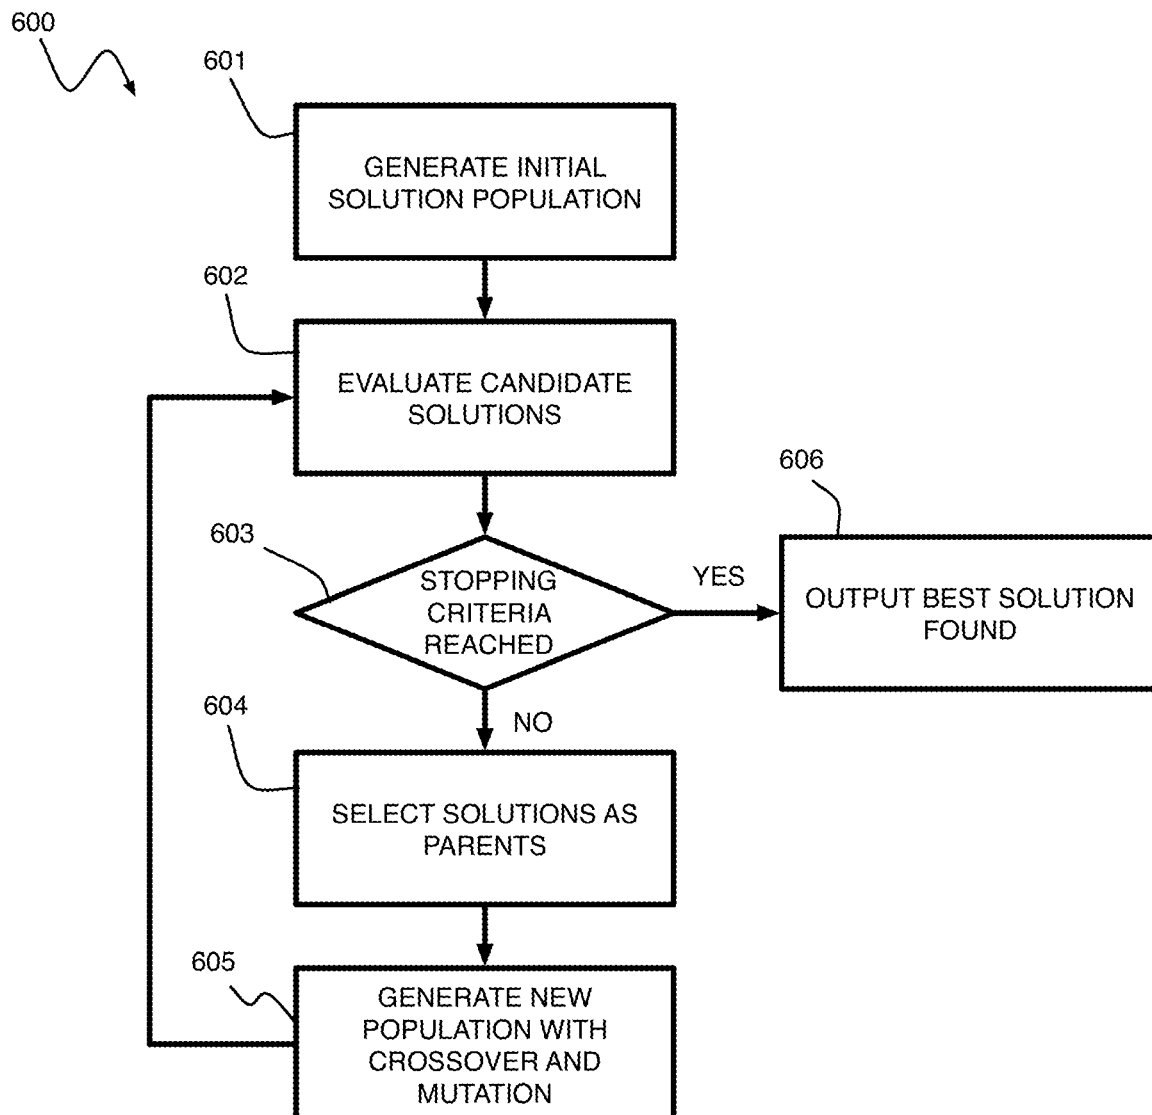 600
601
GENERATE INITIAL
SOLUTION POPULATION
602
EVALUATE CANDIDATE
SOLUTIONS
606
603
STOPPING
CRITERIA
REACHED
YES
OUTPUT BEST SOLUTION
FOUND
604
NO
SELECT SOLUTIONS AS
PARENTS
605
GENERATE NEW
POPULATION WITH
CROSSOVER AND
MUTATION